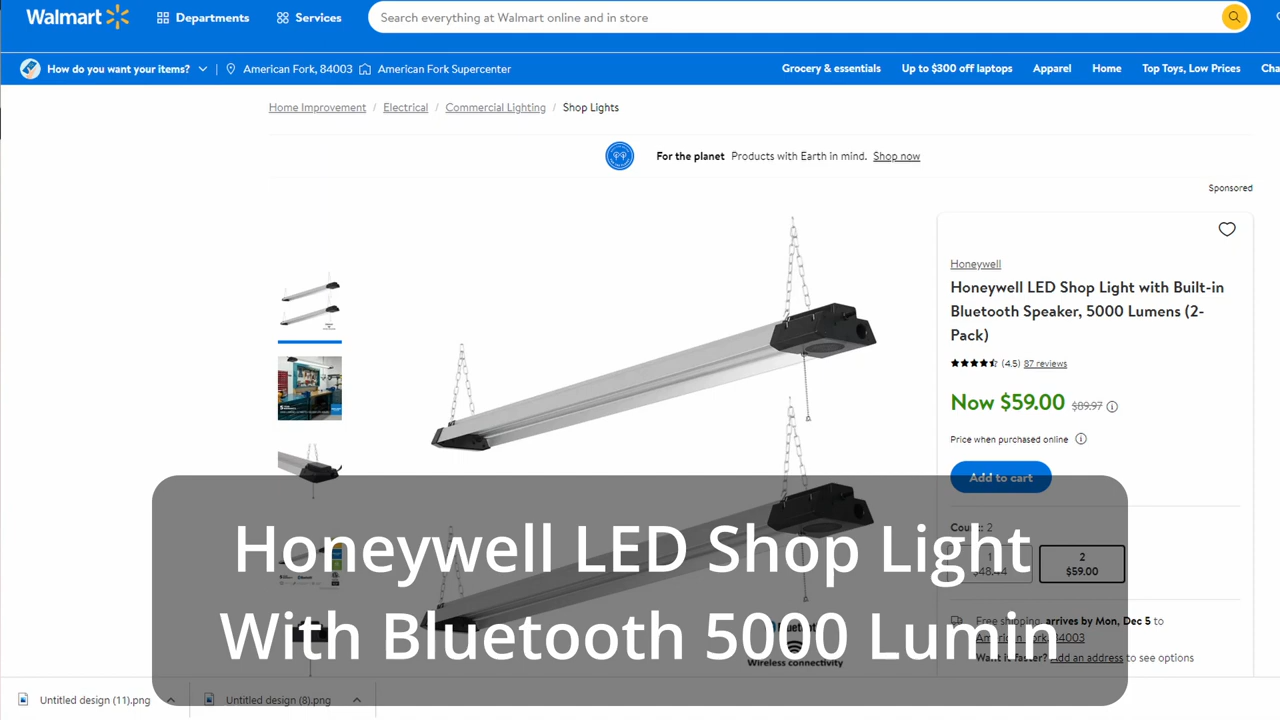 Walmart
Departments
Services
Search everything at Walmart online and in store
How do you want your items?
American Fork, 84003
American Fork Supercenter
Grocery & essentials
Up to $300 off laptops
Apparel
Home
Top Toys, Low Prices
Cha
Home Improvement / Electrical / Commercial Lighting / Shop Lights
For the planet Products with Earth in mind. Shop now
Sponsored
Honeywell
Honeywell LED Shop Light with Built-in
Bluetooth Speaker, 5000 Lumens (2-
Pack)
(4.5) 87 reviews
Now $59.00 $89.97
Price when purchased online
Add to cart
Count: 2
1
$48.44
2
$59.00
Free shipping, arrives by Mon, Dec 5 to
American Fork, 84003
Want it faster? Add an address to see options
Wireless connectivity
Honeywell LED Shop Light
With Bluetooth 5000 Lumin
Untitled design (11).png
Untitled design (8).png